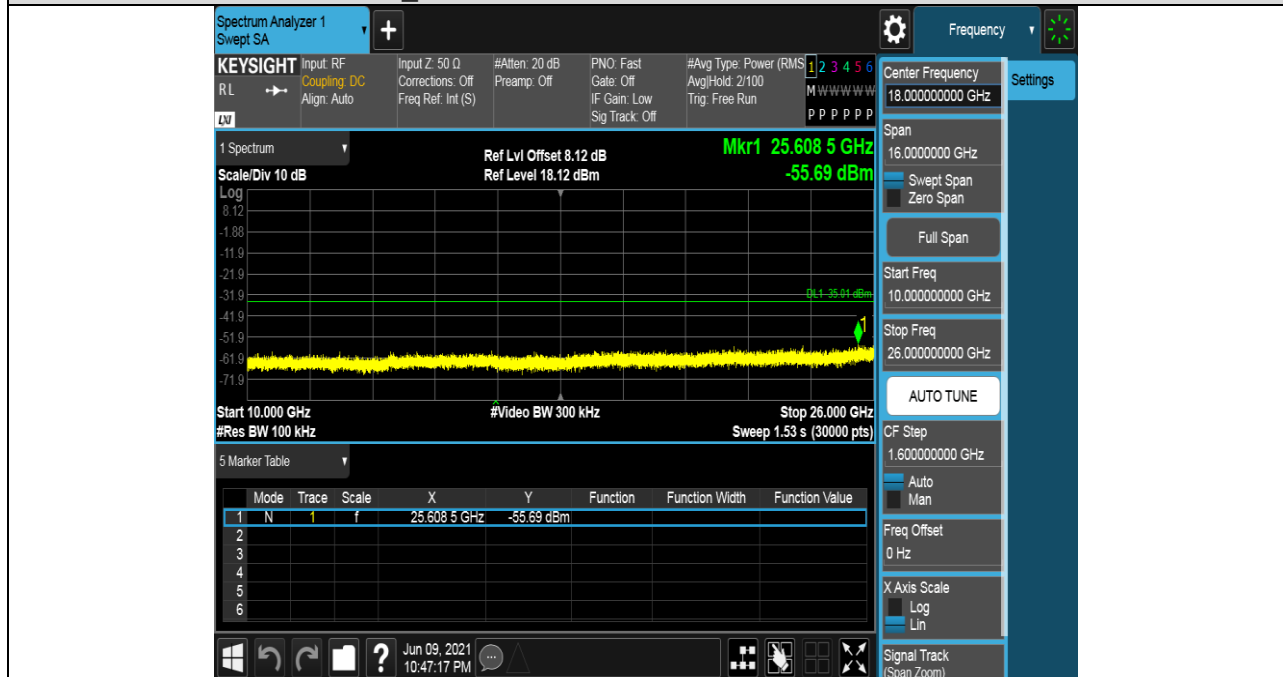 Spectrum Analyzer 1
Swept SA
+
Frequency
KEYSIGHT
RL
LXI
Input: RF
Coupling: DC
Align: Auto
Input Z: 50 Ω
Corrections: Off
Freq Ref: Int (S)
#Atten: 20 dB
Preamp: Off
PNO: Fast
Gate: Off
IF Gain: Low
Sig Track: Off
#Avg Type: Power (RMS
Avg|Hold: 2/100
Trig: Free Run
1 2 3 4 5 6
M W W W W W
P P P P P P
1 Spectrum
Scale/Div 10 dB
Ref Lvl Offset 8.12 dB
Ref Level 18.12 dBm
Mkr1 25.608 5 GHz
-55.69 dBm
Log
8.12
-1.88
-11.9
-21.9
-31.9
DL1 -35.01 dBm
-41.9
1
-51.9
-61.9
-71.9
Start 10.000 GHz
#Video BW 300 kHz
Stop 26.000 GHz
#Res BW 100 kHz
Sweep 1.53 s (30000 pts)
5 Marker Table
Mode Trace Scale X Y Function Function Width Function Value
1 N 1 f 25.608 5 GHz -55.69 dBm
2
3
4
5
6
?
Jun 09, 2021
10:47:17 PM
Center Frequency
18.000000000 GHz
Settings
Span
16.0000000 GHz
Swept Span
Zero Span
Full Span
Start Freq
10.000000000 GHz
Stop Freq
26.000000000 GHz
AUTO TUNE
CF Step
1.600000000 GHz
Auto
Man
Freq Offset
0 Hz
X Axis Scale
Log
Lin
Signal Track
(Span Zoom)